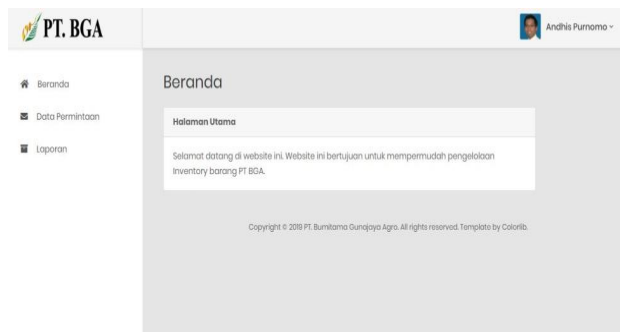 PT. BGA
Andhis Purnomo
Beranda
Data Permintaan
Laporan
Beranda
Halaman Utama
Selamat datang di website ini. Website ini bertujuan untuk mempermudah pengelolaan
Inventory barang PT BGA.
Copyright © 2019 PT. Bumitama Gunajaya Agro. All rights reserved. Template by Colorlib.